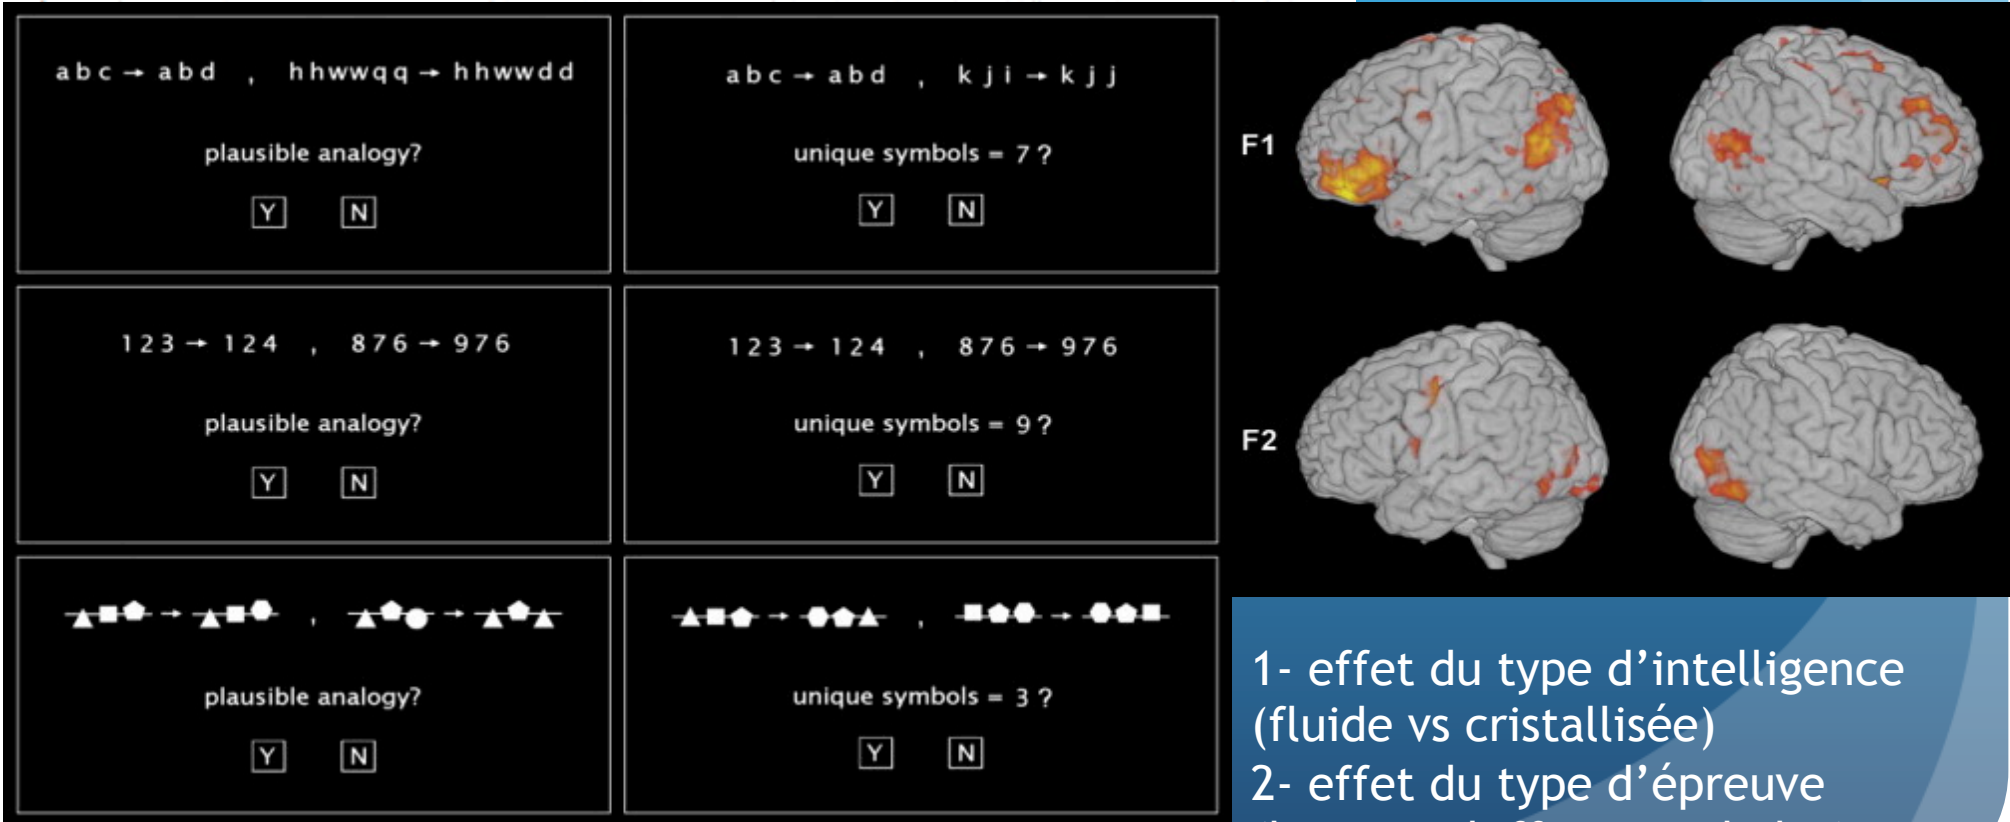 a b c → a b d , h h w w q q → h h w w d d
plausible analogy?
Y N
a b c → a b d , k j i → k j j
unique symbols = 7 ?
Y N
1 2 3 → 1 2 4 , 8 7 6 → 9 7 6
plausible analogy?
Y N
1 2 3 → 1 2 4 , 8 7 6 → 9 7 6
unique symbols = 9 ?
Y N
→ , →
plausible analogy?
Y N
→ , →
unique symbols = 3 ?
Y N
F1
F2
1- effet du type d’intelligence
(fluide vs cristallisée)
2- effet du type d’épreuve